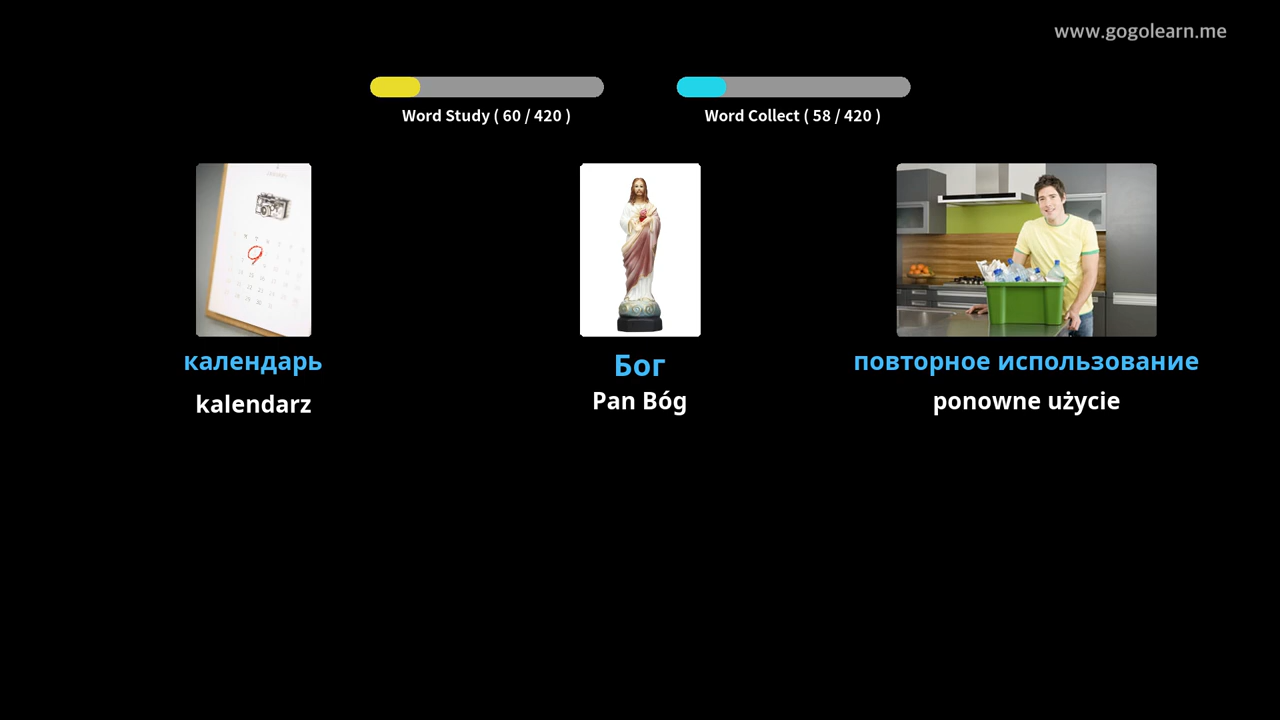 www.gogolearn.me
Word Study ( 60 / 420 )
Word Collect ( 58 / 420 )
календарь
kalendarz
Бог
Pan Bóg
повторное использование
ponowne użycie